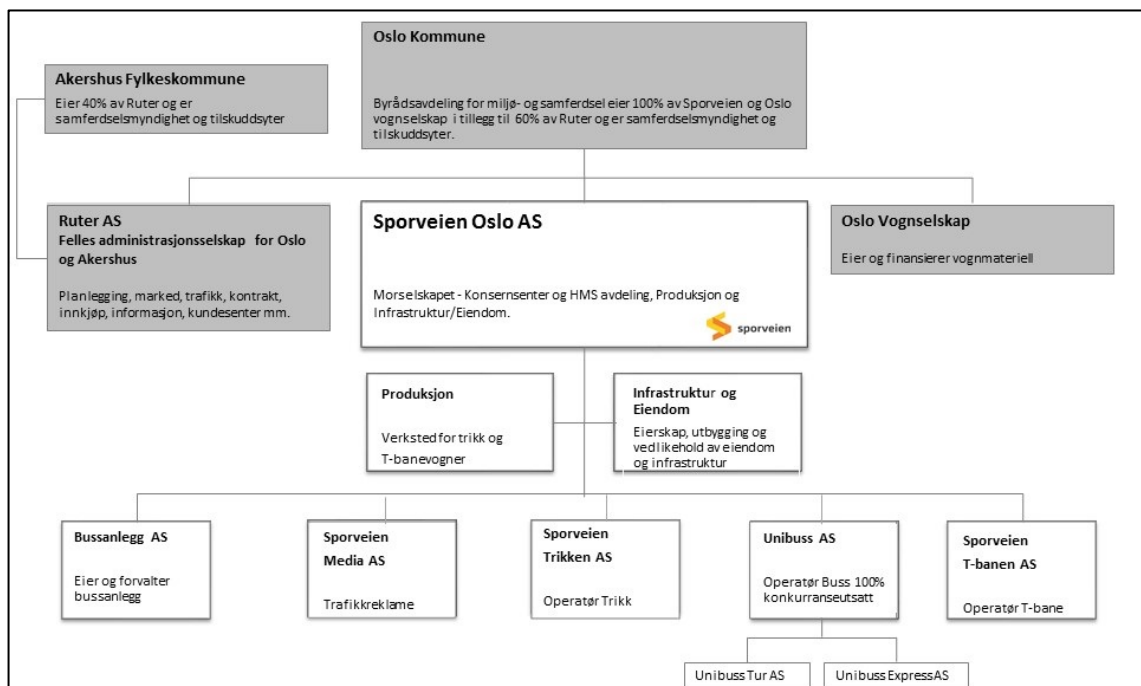 Oslo Kommune
Byrådsavdeling for miljø- og samferdsel eier 100% av Sporveien og Oslo
vognselskap i tillegg til 60% av Ruter og er samferdselsmyndighet og
tilskuddsyter.
Akershus Fylkeskommune
Eier 40% av Ruter og er
samferdselsmyndighet og tilskuddsyter
Ruter AS
Felles administrasjonsselskap for Oslo
og Akershus
Planlegging, marked, trafikk, kontrakt,
innkjøp, informasjon, kundesenter mm.
Sporveien Oslo AS
Morselskapet - Konsernsenter og HMS avdeling, Produksjon og
Infrastruktur/Eiendom.
sporveien
Oslo Vognselskap
Eier og finansierer vognmateriell
Produksjon
Verksted for trikk og
T-banevogner
Infrastruktur og
Eiendom
Eierskap, utbygging og
vedlikehold av eiendom
og infrastruktur
Bussanlegg AS
Eier og forvalter
bussanlegg
Sporveien
Media AS
Trafikkreklame
Sporveien
Trikken AS
Operatør Trikk
Unibuss AS
Operatør Buss 100%
konkurranseutsatt
Sporveien
T-banen AS
Operatør T-bane
Unibuss Tur AS
Unibuss Express AS